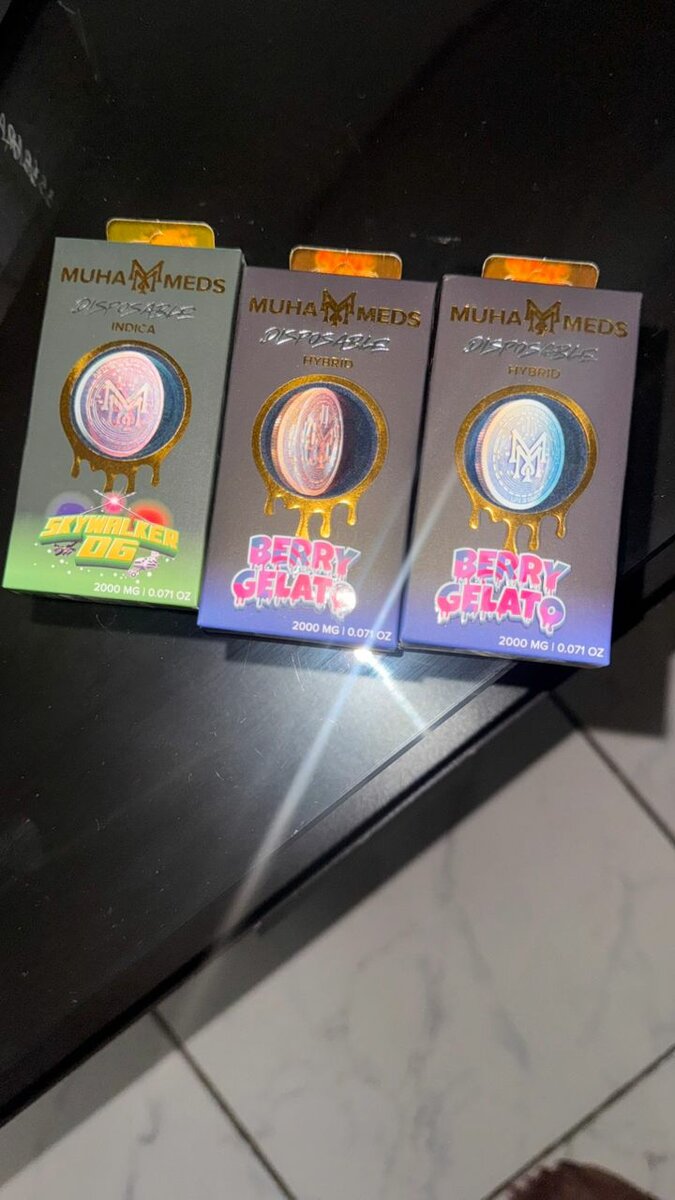 MUHA M MEDS
DISPOSABLE
INDICA
M
SKYWALKER
OG
2000 MG | 0.071 OZ
MUHA M MEDS
DISPOSABLE
HYBRID
M
BERRY
GELATO
2000 MG | 0.071 OZ
MUHA M MEDS
DISPOSABLE
HYBRID
M
BERRY
GELATO
2000 MG | 0.071 OZ